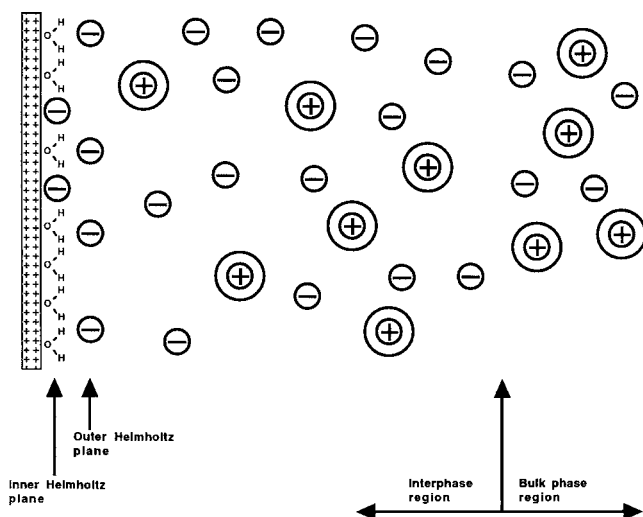 Outer Helmholtz
plane
Inner Helmholtz
plane
Interphase
region
Bulk phase
region